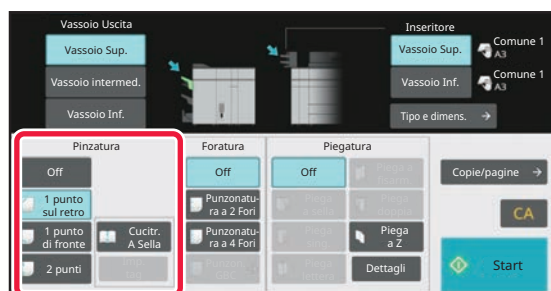 Vassoio Uscita
Vassoio Sup.
Vassoio intermed.
Vassoio Inf.
Inseritore
Vassoio Sup.
Comune 1
A3
Vassoio Inf.
Comune 1
A3
Tipo e dimens.
Pinzatura
Off
1 punto
sul retro
1 punto
di fronte
2 punti
Cucitr.
A Sella
Foratura
Off
Punzonatu-
ra a 2 Fori
Punzonatu-
ra a 4 Fori
Piegatura
Off
Piega
a Z
Dettagli
Copie/pagine
CA
Start